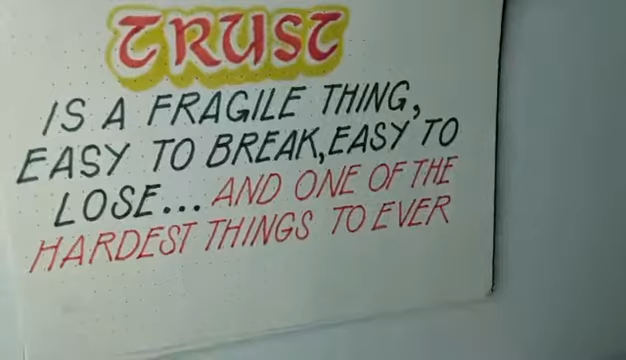 TRUST
IS A FRAGILE THING,
EASY TO BREAK, EASY TO
LOSE... AND ONE OF THE
HARDEST THINGS TO EVER